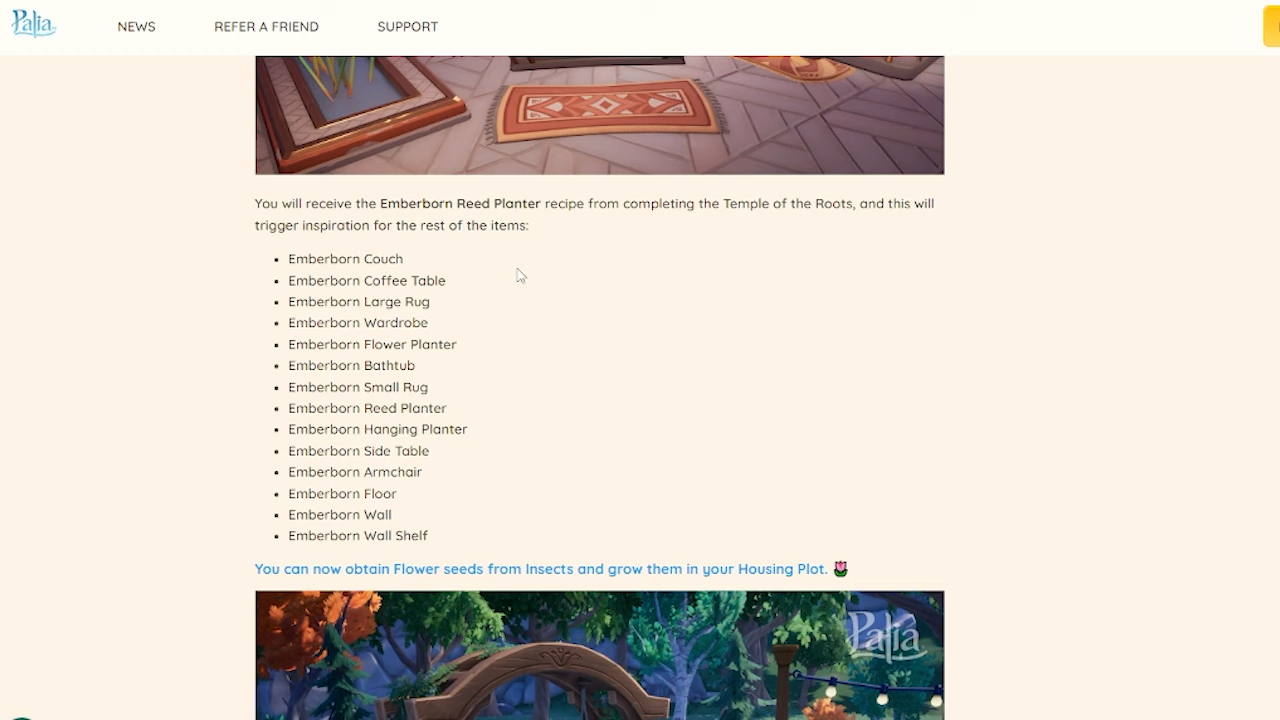 Palia
NEWS
REFER A FRIEND
SUPPORT
You will receive the Emberborn Reed Planter recipe from completing the Temple of the Roots, and this will
trigger inspiration for the rest of the items:
Emberborn Couch
Emberborn Coffee Table
Emberborn Large Rug
Emberborn Wardrobe
Emberborn Flower Planter
Emberborn Bathtub
Emberborn Small Rug
Emberborn Reed Planter
Emberborn Hanging Planter
Emberborn Side Table
Emberborn Armchair
Emberborn Floor
Emberborn Wall
Emberborn Wall Shelf
You can now obtain Flower seeds from Insects and grow them in your Housing Plot. 🌷
Palia